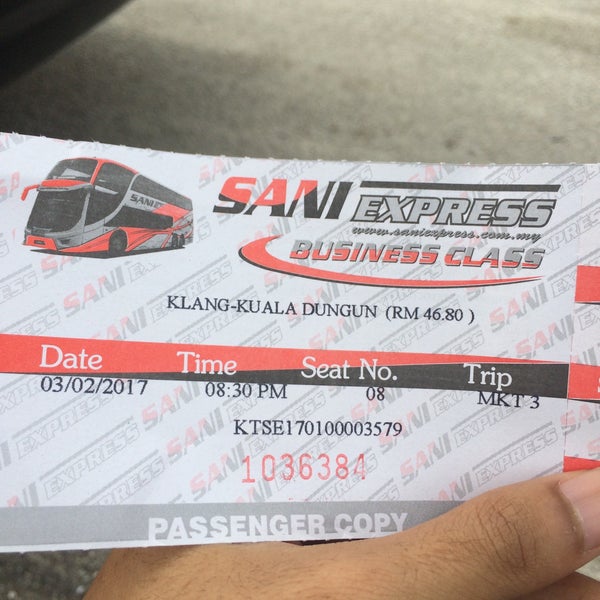 SANI EXPRESS
www.saniexpress.com.my
BUSINESS CLASS
KLANG-KUALA DUNGUN (RM 46.80 )
Date Time Seat No. Trip
03/02/2017 08:30 PM 08 MKT 3
KTSE170100003579
1036384
PASSENGER COPY